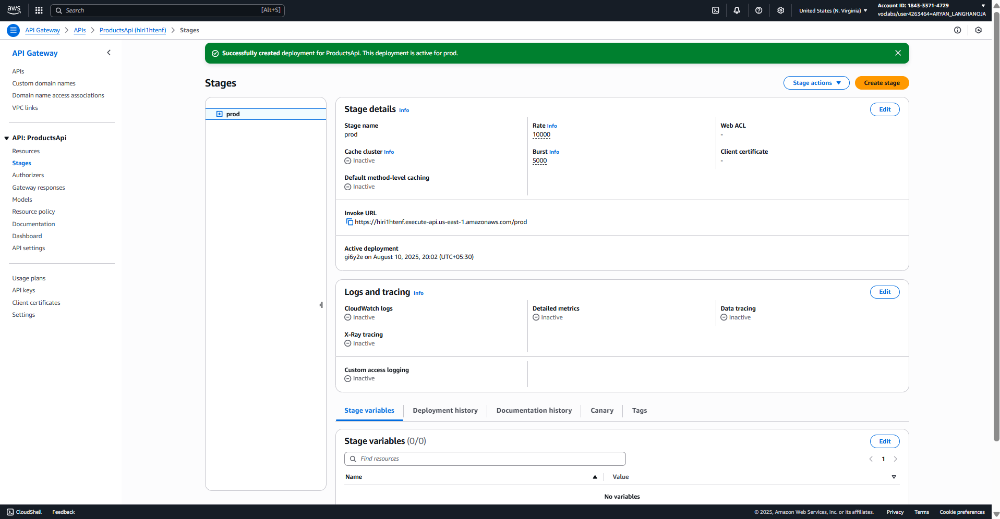 aws
Search
[Alt+S]
United States (N. Virginia)
Account ID: 1843-3371-4729
voclabs/user4263464=ARYAN_LANGHANOJA
API Gateway
APIs
ProductsApi (hiri1htenf)
Stages
API Gateway
APIs
Custom domain names
Domain name access associations
VPC links
API: ProductsApi
Resources
Stages
Authorizers
Gateway responses
Models
Resource policy
Documentation
Dashboard
API settings
Usage plans
API keys
Client certificates
Settings
Successfully created deployment for ProductsApi. This deployment is active for prod.
Stages
Stage actions
Create stage
prod
Stage details Info
Edit
Stage name
prod
Rate Info
10000
Web ACL
-
Cache cluster Info
Inactive
Burst Info
5000
Client certificate
-
Default method-level caching
Inactive
Invoke URL
https://hiri1htenf.execute-api.us-east-1.amazonaws.com/prod
Active deployment
gi6y2e on August 10, 2025, 20:02 (UTC+05:30)
Logs and tracing Info
Edit
CloudWatch logs
Inactive
Detailed metrics
Inactive
Data tracing
Inactive
X-Ray tracing
Inactive
Custom access logging
Inactive
Stage variables
Deployment history
Documentation history
Canary
Tags
Stage variables (0/0)
Edit
Find resources
1
Name
Value
No variables
CloudShell
Feedback
© 2025, Amazon Web Services, Inc. or its affiliates.
Privacy
Terms
Cookie preferences